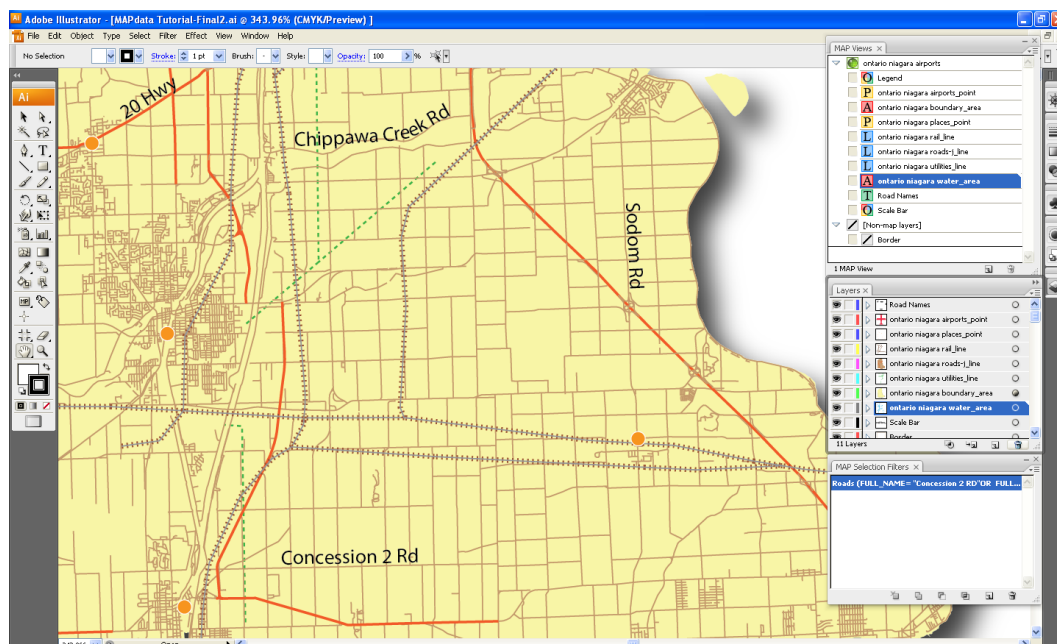 Adobe Illustrator - [MAPdata Tutorial-Final2.ai @ 343.96% (CMYK/Preview) ]
File Edit Object Type Select Filter Effect View Window Help
No Selection Stroke: 1 pt Brush: Style: Opacity: 100 %
Ai
20 Hwy
Chippawa Creek Rd
Sodom Rd
Concession 2 Rd
MAP Views ×
ontario niagara airports
O Legend
P ontario niagara airports_point
A ontario niagara boundary_area
P ontario niagara places_point
L ontario niagara rail_line
L ontario niagara roads-j_line
L ontario niagara utilities_line
A ontario niagara water_area
T Road Names
O Scale Bar
[Non-map layers]
Border
1 MAP View
Layers ×
Road Names
ontario niagara airports_point
ontario niagara places_point
ontario niagara rail_line
ontario niagara roads-j_line
ontario niagara utilities_line
ontario niagara boundary_area
ontario niagara water_area
Scale Bar
Border
11 Layers
MAP Selection Filters ×
Roads (FULL_NAME= "Concession 2 RD"OR FULL...